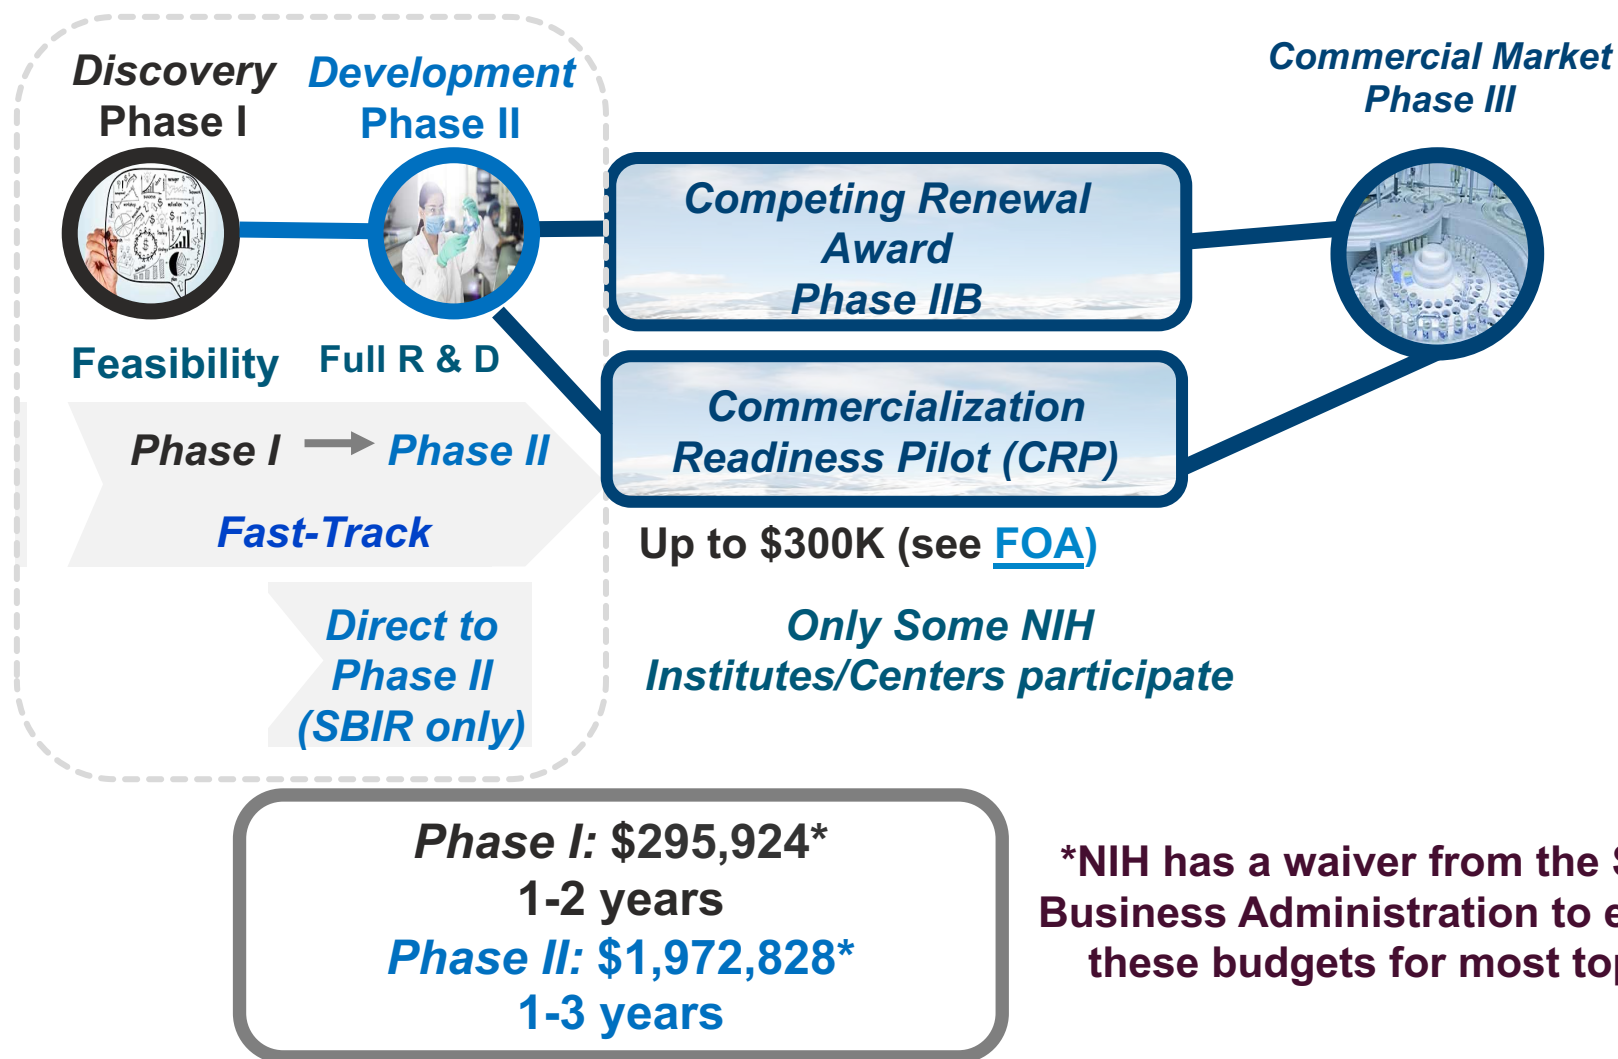 Discovery
Phase I
Development
Phase II
Commercial Market
Phase III
Competing Renewal
Award
Phase IIB
Feasibility
Full R & D
Commercialization
Readiness Pilot (CRP)
Phase I
Phase II
Fast-Track
Up to $300K (see FOA)
Direct to
Phase II
(SBIR only)
Only Some NIH
Institutes/Centers participate
Phase I: $295,924*
1-2 years
Phase II: $1,972,828*
1-3 years
*NIH has a waiver from the
Business Administration to
these budgets for most